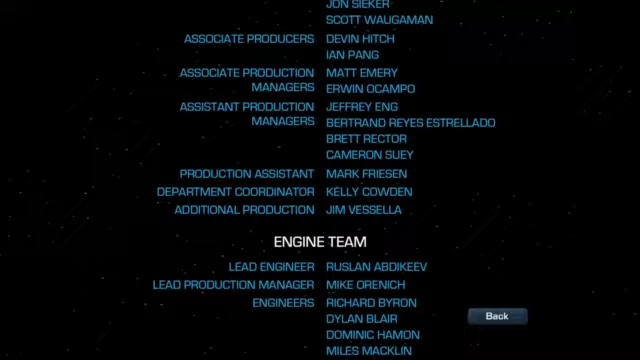 JON SIEKER
SCOTT WAUGAMAN
ASSOCIATE PRODUCERS DEVIN HITCH
IAN PANG
ASSOCIATE PRODUCTION MATT EMERY
MANAGERS ERWIN OCAMPO
ASSISTANT PRODUCTION JEFFREY ENG
MANAGERS BERTRAND REYES ESTRELLADO
BRETT RECTOR
CAMERON SUEY
PRODUCTION ASSISTANT MARK FRIESEN
DEPARTMENT COORDINATOR KELLY COWDEN
ADDITIONAL PRODUCTION JIM VESSELLA
ENGINE TEAM
LEAD ENGINEER RUSLAN ABDIKEEV
LEAD PRODUCTION MANAGER MIKE ORENICH
ENGINEERS RICHARD BYRON
Back
DYLAN BLAIR
DOMINIC HAMON
MILES MACKLIN